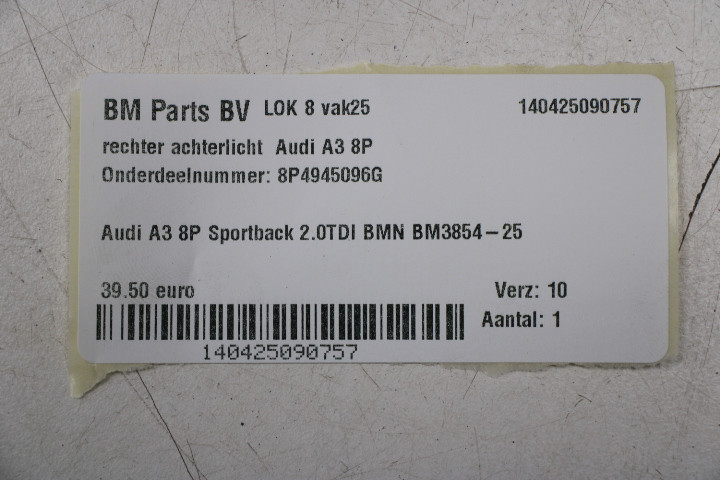 BM Parts BV LOK 8 vak25 140425090757
rechter achterlicht Audi A3 8P
Onderdeelnummer: 8P4945096G
Audi A3 8P Sportback 2.0TDI BMN BM3854-25
39.50 euro Verz: 10
Aantal: 1
140425090757